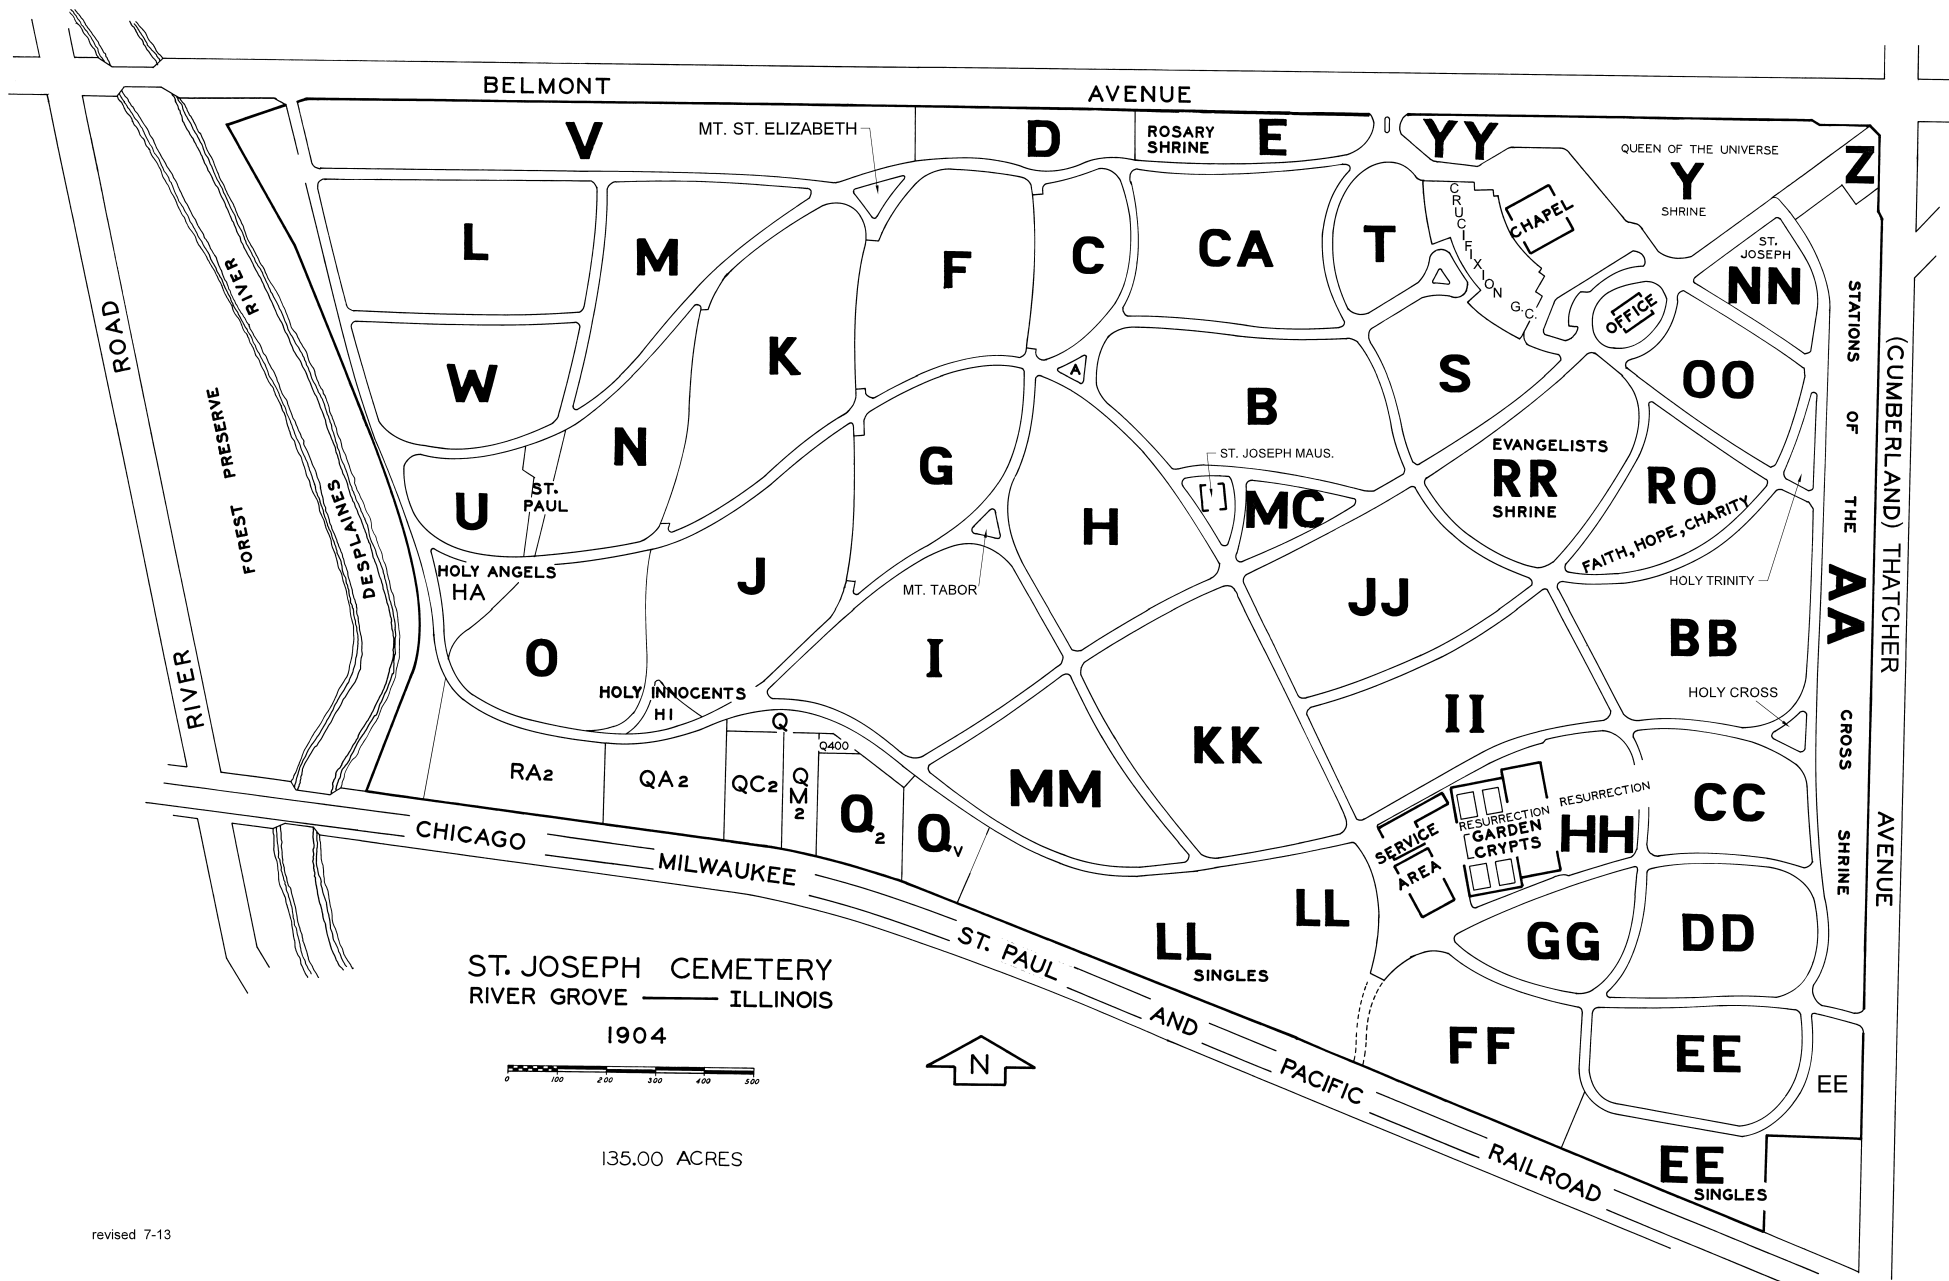 BELMONT AVENUE
V
MT. ST. ELIZABETH
D
ROSARY
SHRINE
E
YY
QUEEN OF THE UNIVERSE
Y
SHRINE
Z
L
M
F
C
CA
T
CRUCIFIXION G.C.
CHAPEL
ST.
JOSEPH
NN
OFFICE
W
K
A
B
S
OO
N
G
ST. JOSEPH MAUS.
EVANGELISTS
RR
SHRINE
RO
FAITH, HOPE, CHARITY
U
ST.
PAUL
H
MC
HOLY ANGELS
HA
J
MT. TABOR
JJ
HOLY TRINITY
BB
O
I
HOLY INNOCENTS
HI
HOLY CROSS
Q
Q400
KK
II
RA2
QA2
QC2
Q
M
2
Q2
QV
MM
SERVICE
AREA
RESURRECTION
GARDEN
CRYPTS
RESURRECTION
HH
CC
LL
LL
SINGLES
GG
DD
FF
EE
EE
EE
SINGLES
STATIONS OF THE
AA
CROSS SHRINE
(CUMBERLAND) THATCHER AVENUE
RIVER ROAD
FOREST PRESERVE
DESPLAINES RIVER
CHICAGO MILWAUKEE ST. PAUL AND PACIFIC RAILROAD
ST. JOSEPH CEMETERY
RIVER GROVE — ILLINOIS
1904
0 100 200 300 400 500
N
135.00 ACRES
revised 7-13